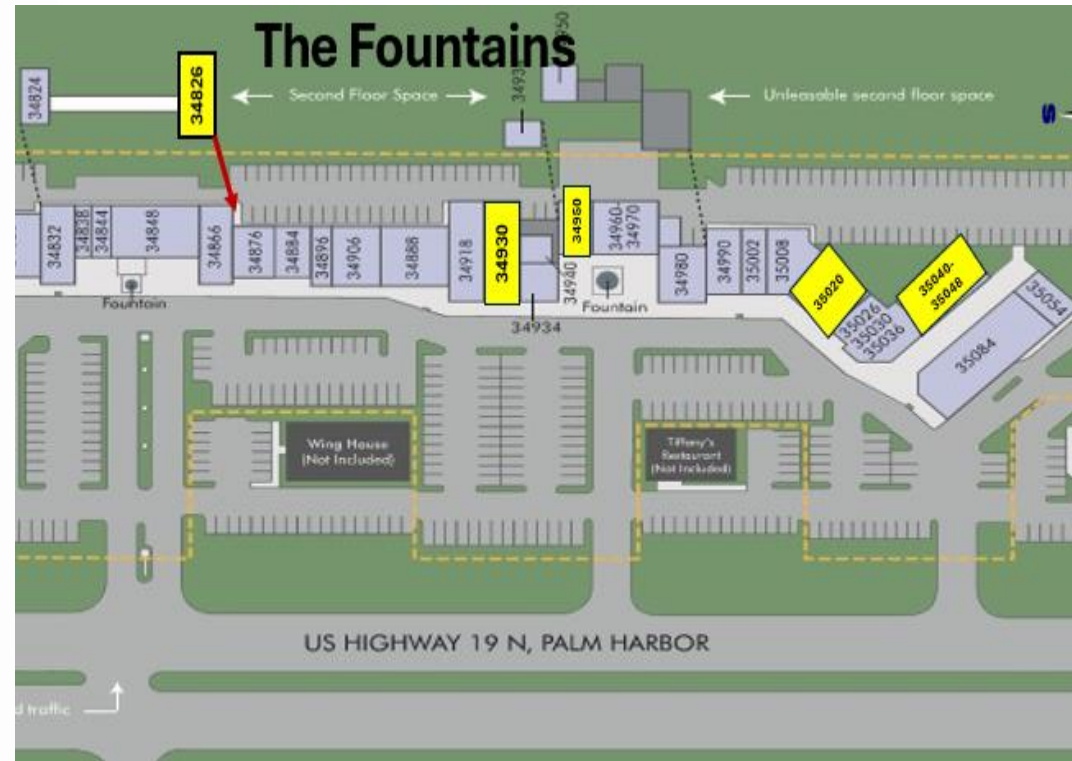 The Fountains
34824
34826
Second Floor Space
Unleasable second floor space
S
34832
34838
34844
34848
34866
34876
34884
34896
34906
34888
34918
34930
34934
34940
34960-
34970
34980
34990
35002
35008
35020
35026
35030
35036
35040-
35048
35054
35084
Fountain
Fountain
Wing House
(Not Included)
Tiffany's
Restaurant
(Not Included)
US HIGHWAY 19 N, PALM HARBOR
traffic